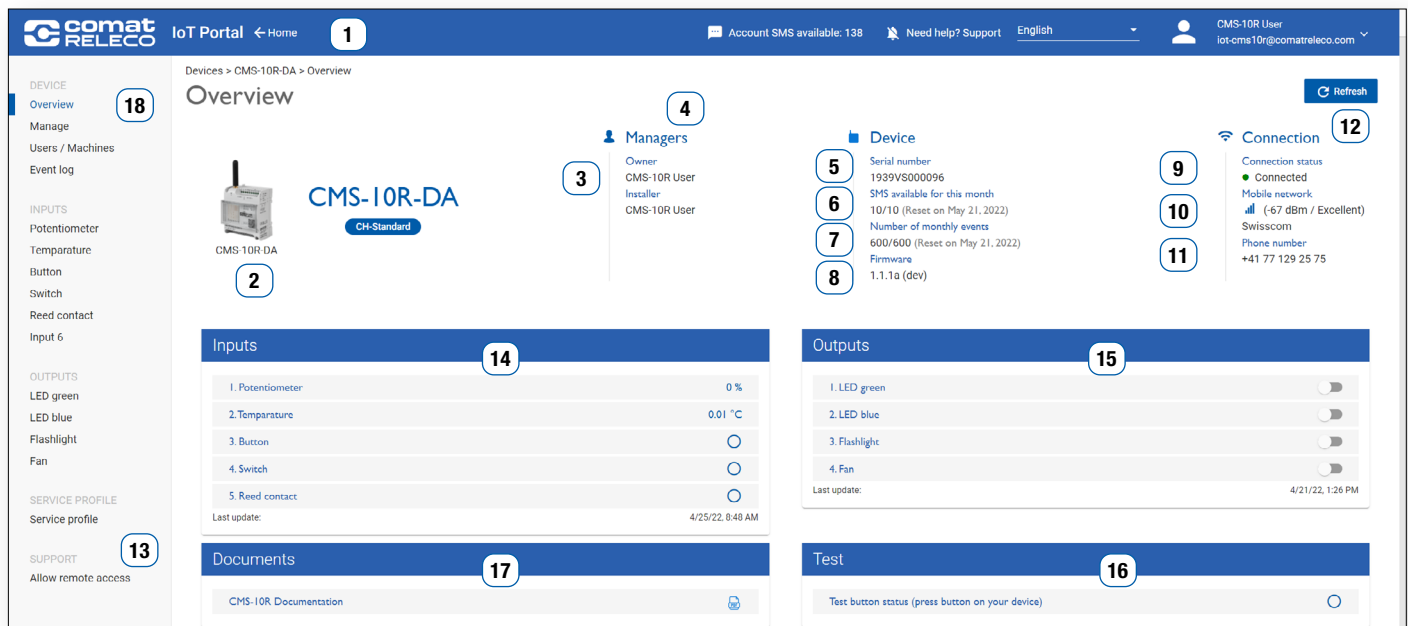 comat RELECO IoT Portal ← Home 1 Account SMS available: 138 Need help? Support English CMS-10R User
iot-cms10r@comatreleco.com
DEVICE
Overview
18
Manage
Users / Machines
Event log
INPUTS
Potentiometer
Temparature
Button
Switch
Reed contact
Input 6
OUTPUTS
LED green
LED blue
Flashlight
Fan
SERVICE PROFILE
Service profile
SUPPORT
13
Allow remote access
Devices > CMS-10R-DA > Overview
Overview
Refresh
12
CMS-10R-DA
2
CMS-10R-DA
CH-Standard
4
Managers
3
Owner
CMS-10R User
Installer
CMS-10R User
Device
5
Serial number
1939VS000096
6
SMS available for this month
10/10 (Reset on May 21, 2022)
7
Number of monthly events
600/600 (Reset on May 21, 2022)
8
Firmware
1.1.1a (dev)
Connection
9
Connection status
Connected
10
Mobile network
(-67 dBm / Excellent)
Swisscom
11
Phone number
+41 77 129 25 75
Inputs
14
1. Potentiometer 0 %
2. Temparature 0.01 °C
3. Button
4. Switch
5. Reed contact
Last update: 4/25/22, 8:48 AM
Outputs
15
1. LED green
2. LED blue
3. Flashlight
4. Fan
Last update: 4/21/22, 1:26 PM
Documents
17
CMS-10R Documentation
Test
16
Test button status (press button on your device)